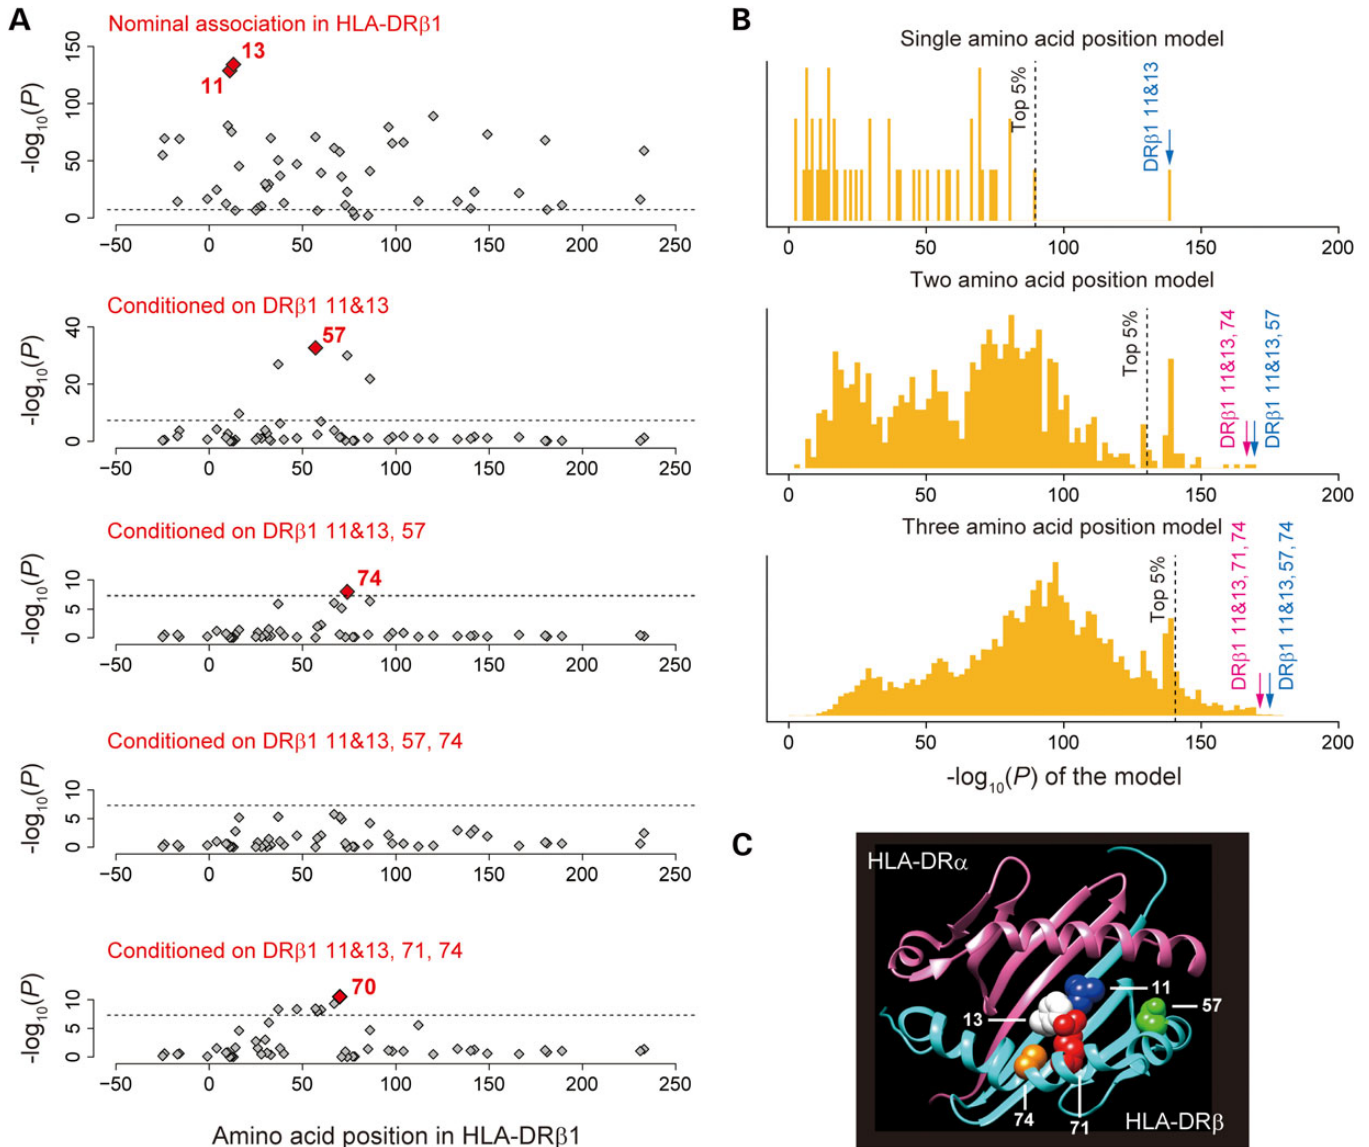 A
Nominal association in HLA-DRβ1
150
100
50
0
-log10(P)
13
11
−50 0 50 100 150 200 250
Conditioned on DRβ1 11&13
40
20
0
-log10(P)
57
−50 0 50 100 150 200 250
Conditioned on DRβ1 11&13, 57
10
5
0
-log10(P)
74
−50 0 50 100 150 200 250
Conditioned on DRβ1 11&13, 57, 74
10
5
0
-log10(P)
−50 0 50 100 150 200 250
Conditioned on DRβ1 11&13, 71, 74
10
5
0
-log10(P)
70
−50 0 50 100 150 200 250
Amino acid position in HLA-DRβ1
B
Single amino acid position model
Top 5%
DRβ1 11&13
0 50 100 150 200
Two amino acid position model
Top 5%
DRβ1 11&13, 74
DRβ1 11&13, 57
0 50 100 150 200
Three amino acid position model
Top 5%
DRβ1 11&13, 71, 74
DRβ1 11&13, 57, 74
0 50 100 150 200
-log10(P) of the model
C
HLA-DRα
11
57
13
74
71
HLA-DRβ